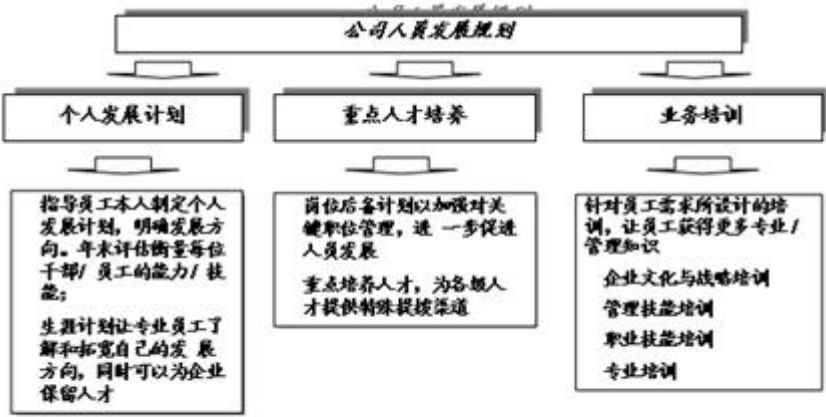 公司人员发展规划
个人发展计划
重点人才培养
业务培训
指导员工本人制定个人
发展计划，明确发展方
向。年末评估衡量每位
干部/ 员工的能力/ 技
能；
生涯计划让专业员工了
解和拓宽自己的发 展
方向，同时可以为企业
保留人才
岗位后备计划以加强对关
键职位管理，进 一步促进
人员发展
重点培养人才，为各级人
才提供特殊提拨渠道
针对员工需求所设计的培
训，让员工获得更多专业/
管理知识
企业文化与战略培训
管理技能培训
职业技能培训
专业培训